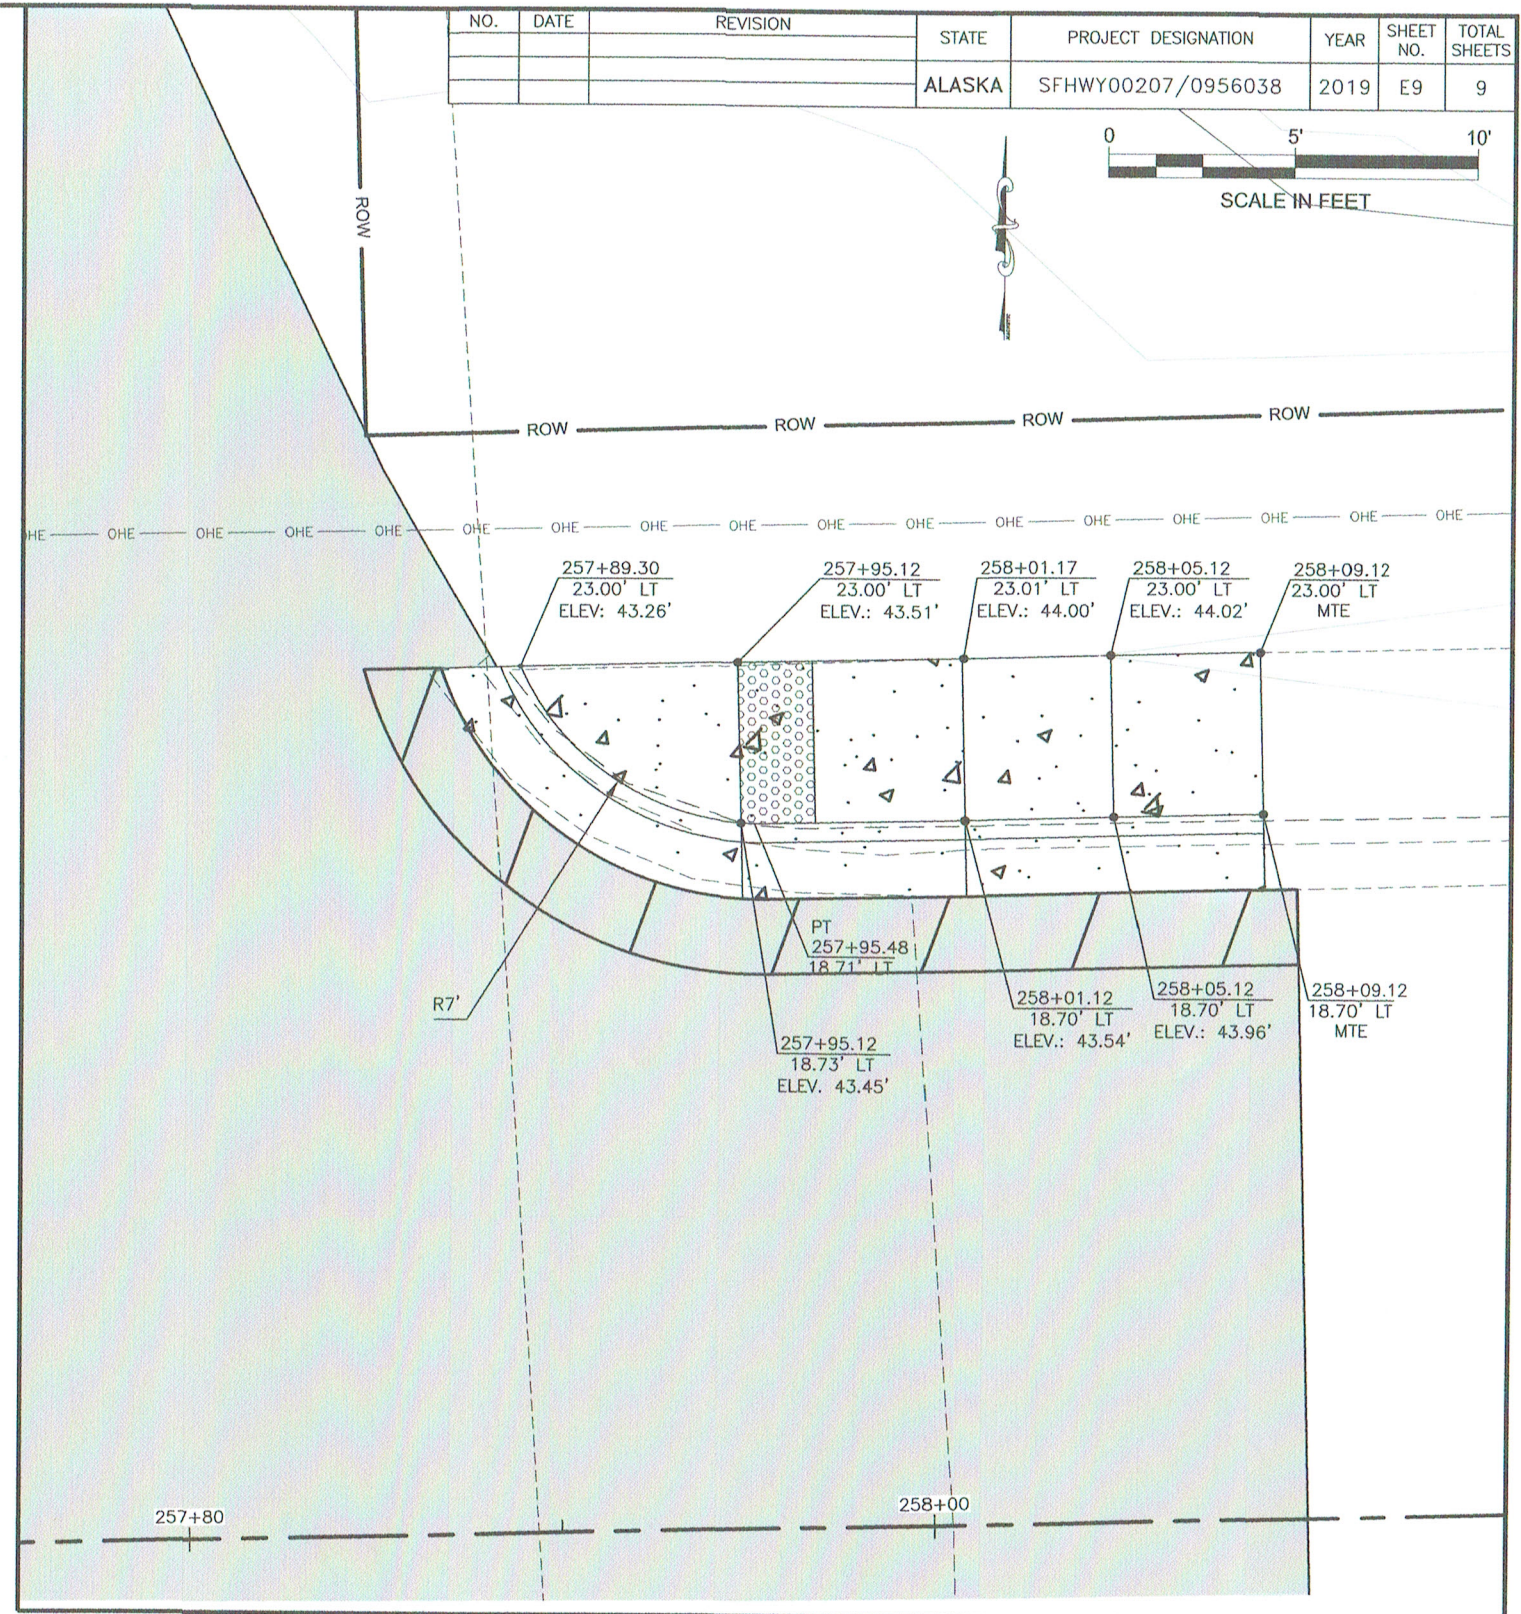 NO. DATE REVISION
STATE PROJECT DESIGNATION YEAR SHEET NO. TOTAL SHEETS
ALASKA SFHWY00207/0956038 2019 E9 9
0 5' 10'
SCALE IN FEET
ROW
ROW ROW ROW ROW
HE OHE OHE OHE OHE OHE OHE OHE OHE OHE OHE OHE OHE OHE OHE OHE OHE
257+89.30
23.00' LT
ELEV: 43.26'
257+95.12
23.00' LT
ELEV.: 43.51'
258+01.17
23.01' LT
ELEV.: 44.00'
258+05.12
23.00' LT
ELEV.: 44.02'
258+09.12
23.00' LT
MTE
PT
257+95.48
18.71' LT
R7'
257+95.12
18.73' LT
ELEV. 43.45'
258+01.12
18.70' LT
ELEV.: 43.54'
258+05.12
18.70' LT
ELEV.: 43.96'
258+09.12
18.70' LT
MTE
257+80
258+00